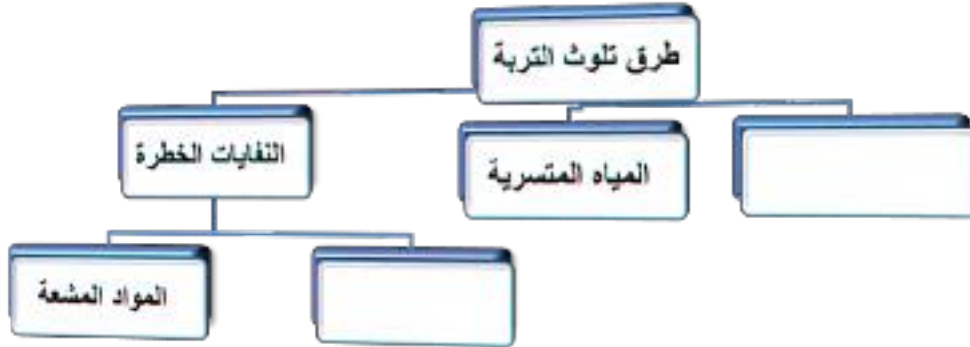 طرق تلوث التربة
المياه المتسربة
النفايات الخطرة
المواد المشعة